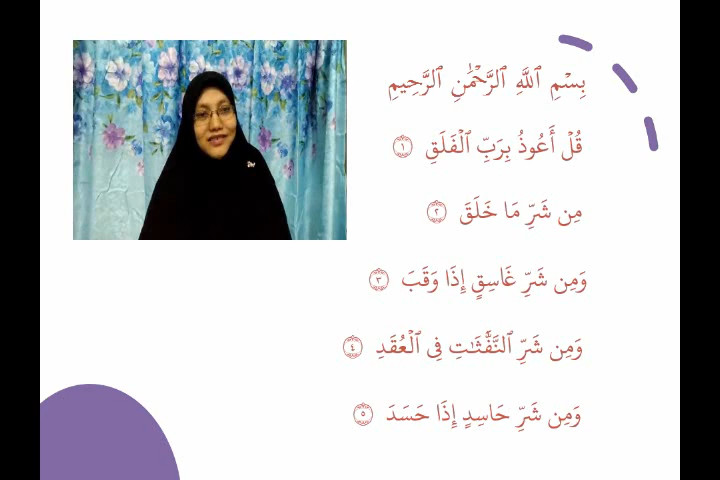 بِسْمِ ٱللَّهِ ٱلرَّحْمَٰنِ ٱلرَّحِيمِ
قُلْ أَعُوذُ بِرَبِّ ٱلْفَلَقِ ١
مِن شَرِّ مَا خَلَقَ ٢
وَمِن شَرِّ غَاسِقٍ إِذَا وَقَبَ ٣
وَمِن شَرِّ ٱلنَّفَّٰثَٰتِ فِى ٱلْعُقَدِ ٤
وَمِن شَرِّ حَاسِدٍ إِذَا حَسَدَ ٥